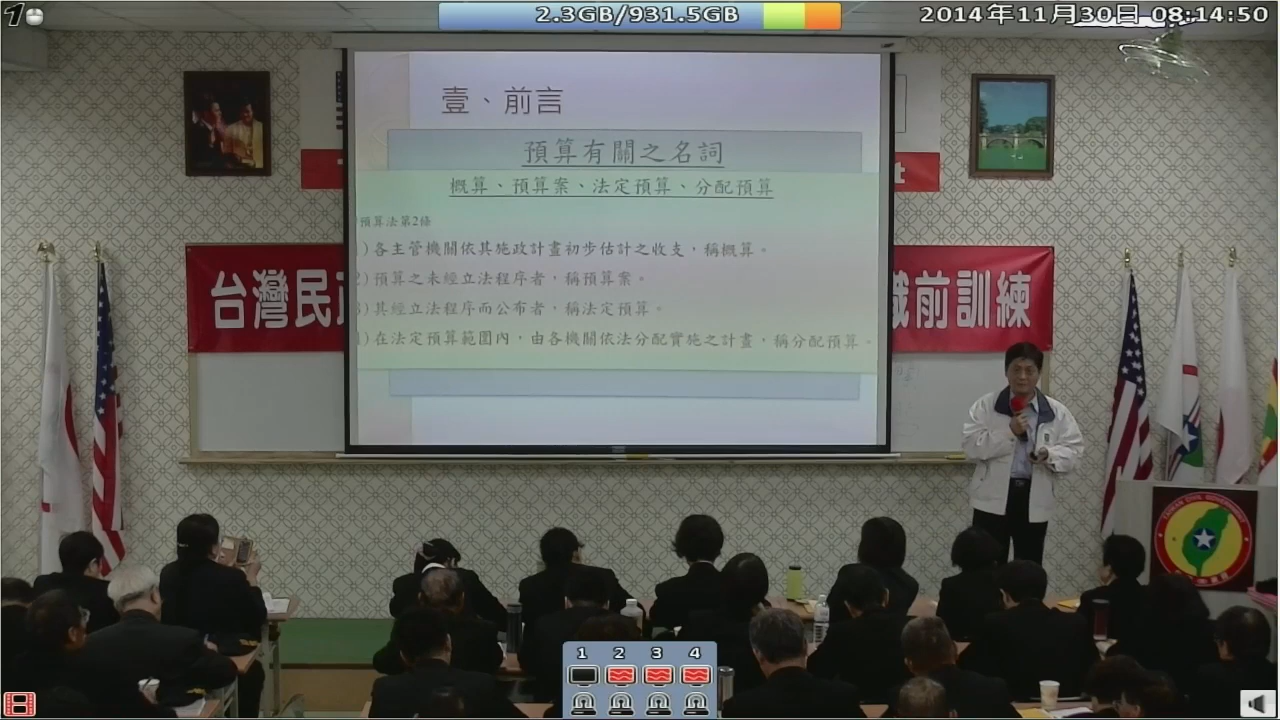 1
2.3GB/931.5GB
2014年11月30日 08:14:50
壹、前言
預算有關之名詞
概算、預算案、法定預算、分配預算
預算法第2條
)各主管機關依其施政計畫初步估計之收支，稱概算。
)預算之未經立法程序者，稱預算案。
)其經立法程序而公布者，稱法定預算。
)在法定預算範圍內，由各機關依法分配實施之計畫，稱分配預算。
台灣民
職前訓練
TAIWAN CIVIL GOVERNMENT
1 2 3 4